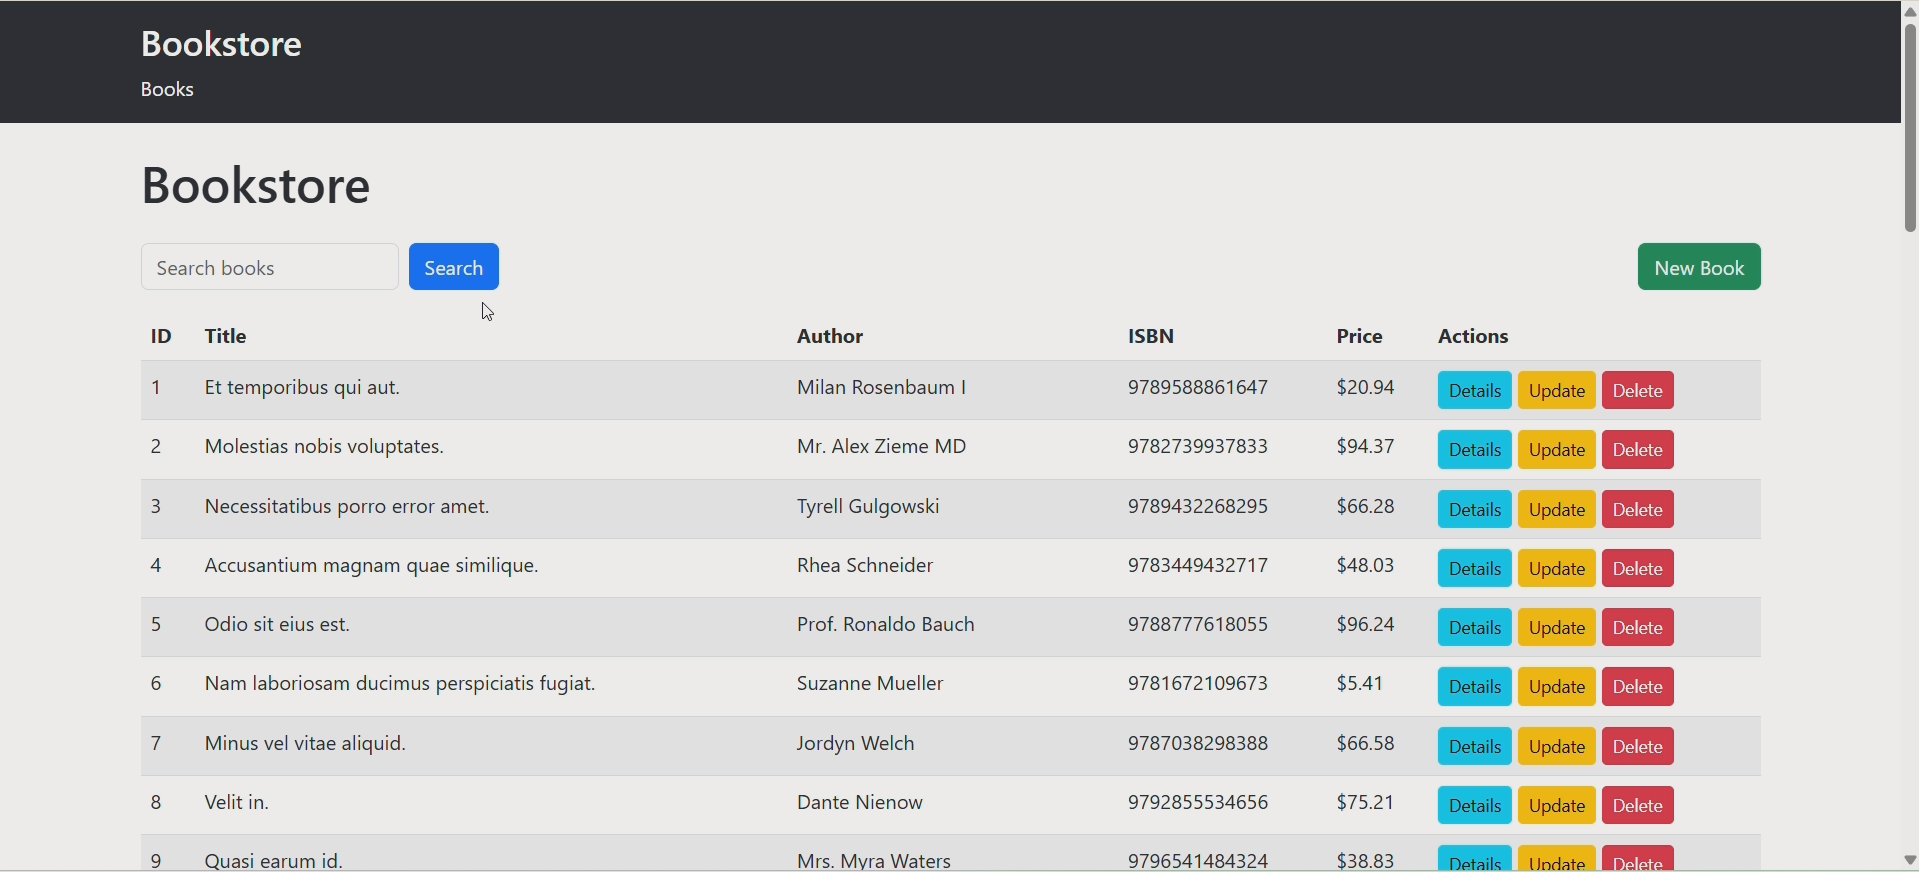 Bookstore
Books
Bookstore
Search books Search New Book
ID Title Author ISBN Price Actions
1 Et temporibus qui aut. Milan Rosenbaum I 9789588861647 $20.94 Details Update Delete
2 Molestias nobis voluptates. Mr. Alex Zieme MD 9782739937833 $94.37 Details Update Delete
3 Necessitatibus porro error amet. Tyrell Gulgowski 9789432268295 $66.28 Details Update Delete
4 Accusantium magnam quae similique. Rhea Schneider 9783449432717 $48.03 Details Update Delete
5 Odio sit eius est. Prof. Ronaldo Bauch 9788777618055 $96.24 Details Update Delete
6 Nam laboriosam ducimus perspiciatis fugiat. Suzanne Mueller 9781672109673 $5.41 Details Update Delete
7 Minus vel vitae aliquid. Jordyn Welch 9787038298388 $66.58 Details Update Delete
8 Velit in. Dante Nienow 9792855534656 $75.21 Details Update Delete
9 Quasi earum id. Mrs. Myra Waters 9796541484324 $38.83 Details Update Delete